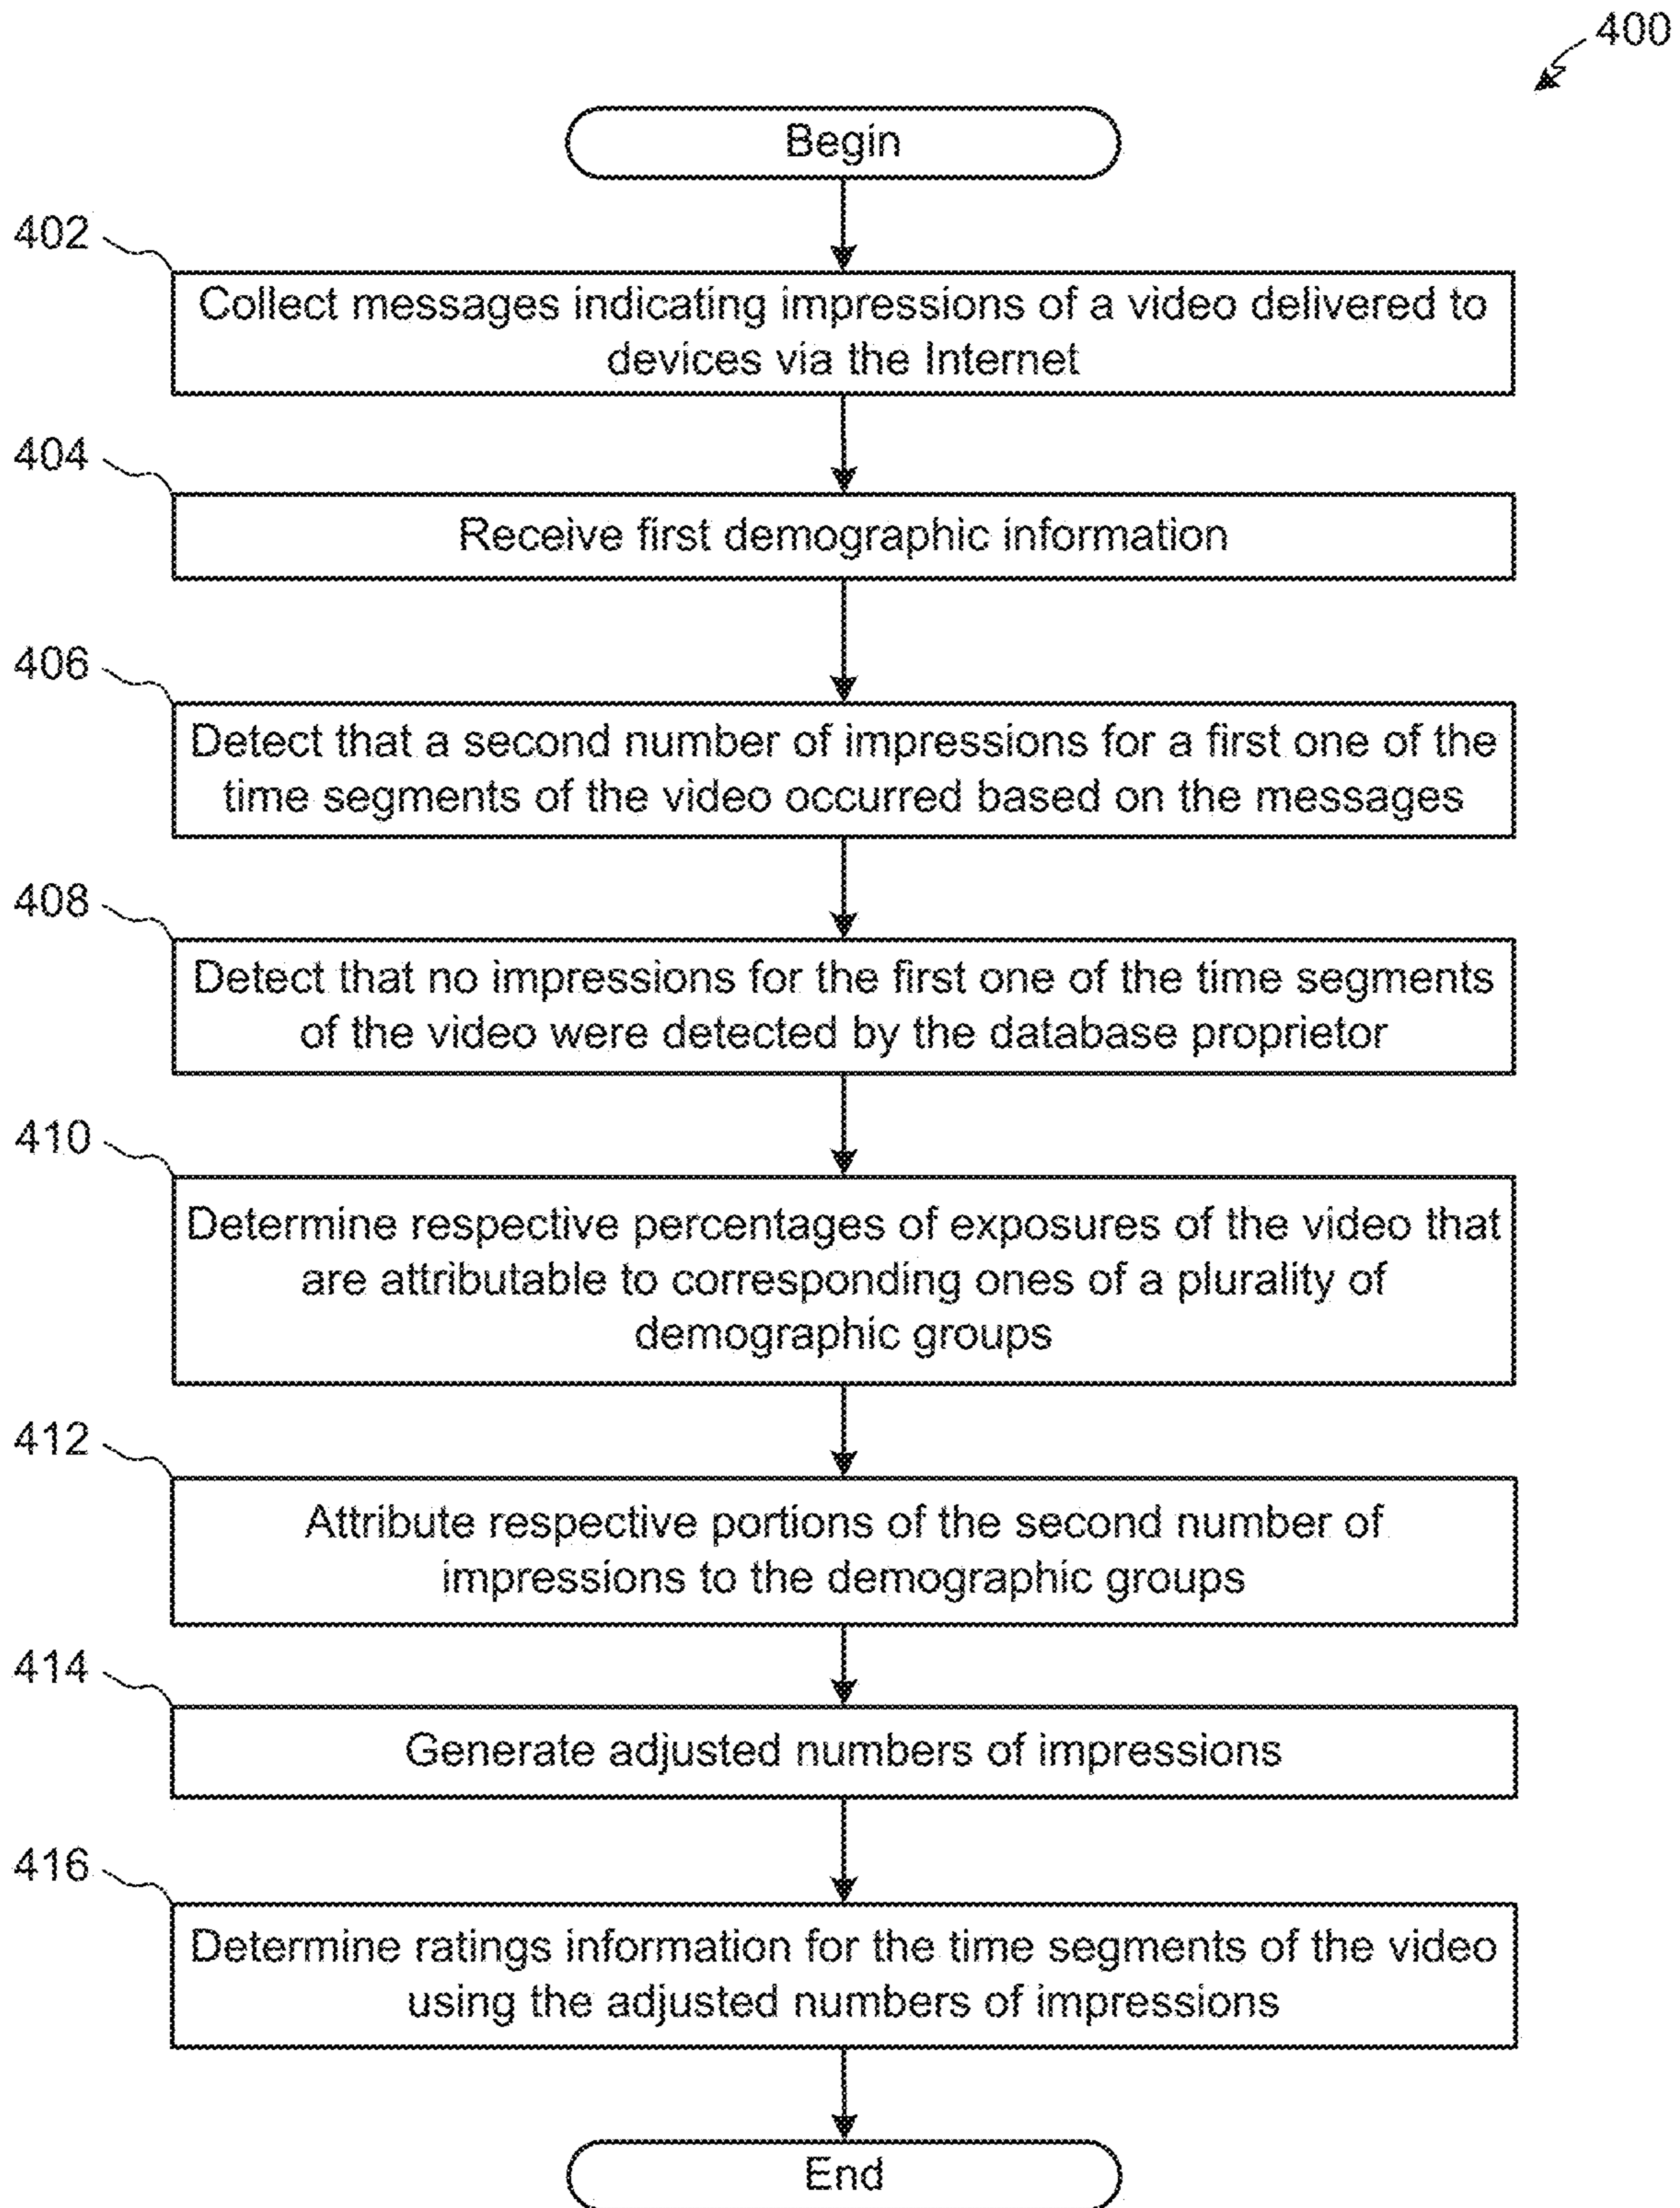 400
Begin
402
Collect messages indicating impressions of a video delivered to
devices via the Internet
404
Receive first demographic information
406
Detect that a second number of impressions for a first one of the
time segments of the video occurred based on the messages
408
Detect that no impressions for the first one of the time segments
of the video were detected by the database proprietor
410
Determine respective percentages of exposures of the video that
are attributable to corresponding ones of a plurality of
demographic groups
412
Attribute respective portions of the second number of
impressions to the demographic groups
414
Generate adjusted numbers of impressions
416
Determine ratings information for the time segments of the video
using the adjusted numbers of impressions
End